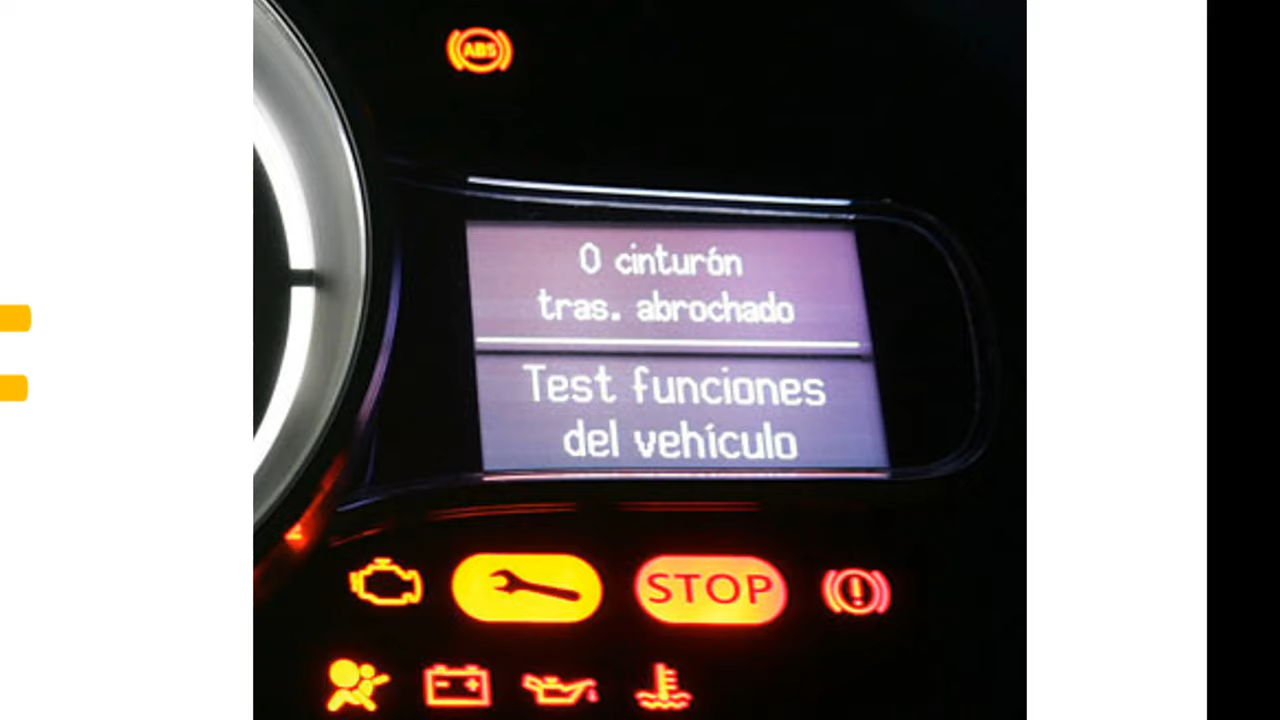 ABS
0 cinturón
tras. abrochado
Test funciones
del vehículo
STOP